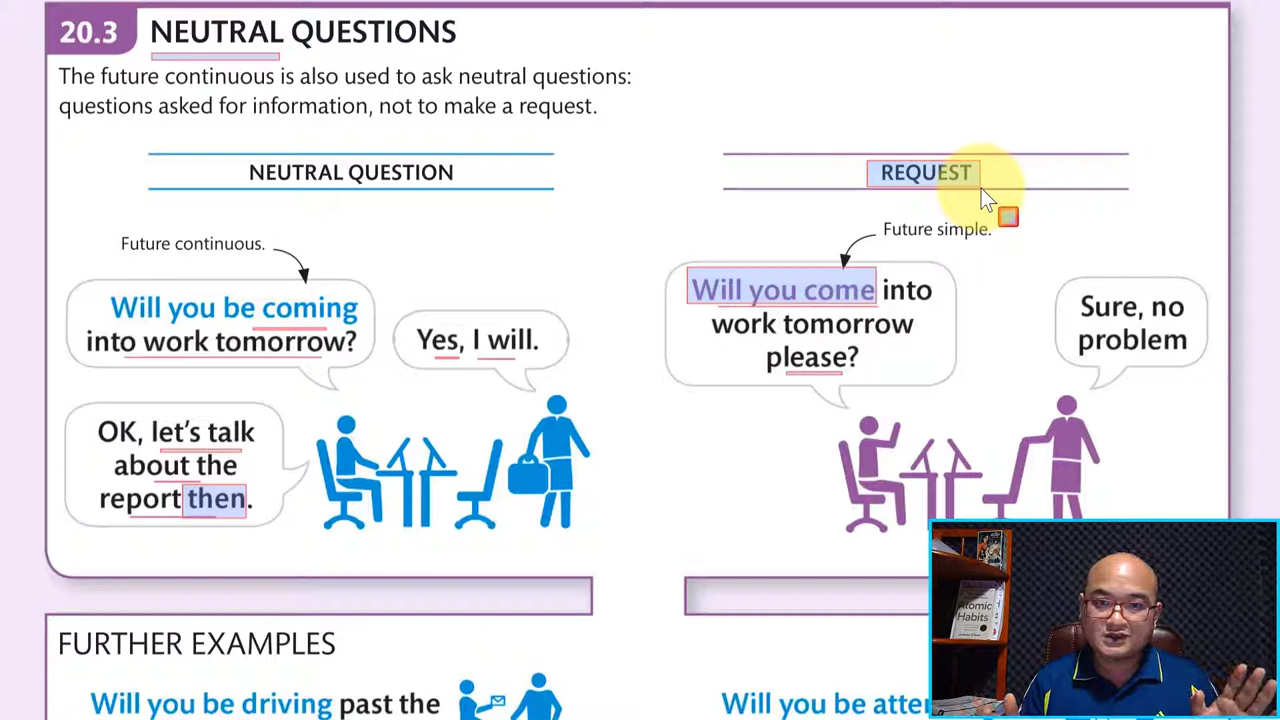 20.3 NEUTRAL QUESTIONS
The future continuous is also used to ask neutral questions:
questions asked for information, not to make a request.
NEUTRAL QUESTION
Future continuous.
Will you be coming
into work tomorrow?
Yes, I will.
OK, let's talk
about the
report then.
REQUEST
Future simple.
Will you come into
work tomorrow
please?
Sure, no
problem
FURTHER EXAMPLES
Will you be driving past the
Will you be atte
Atomic
Habits
James Clear